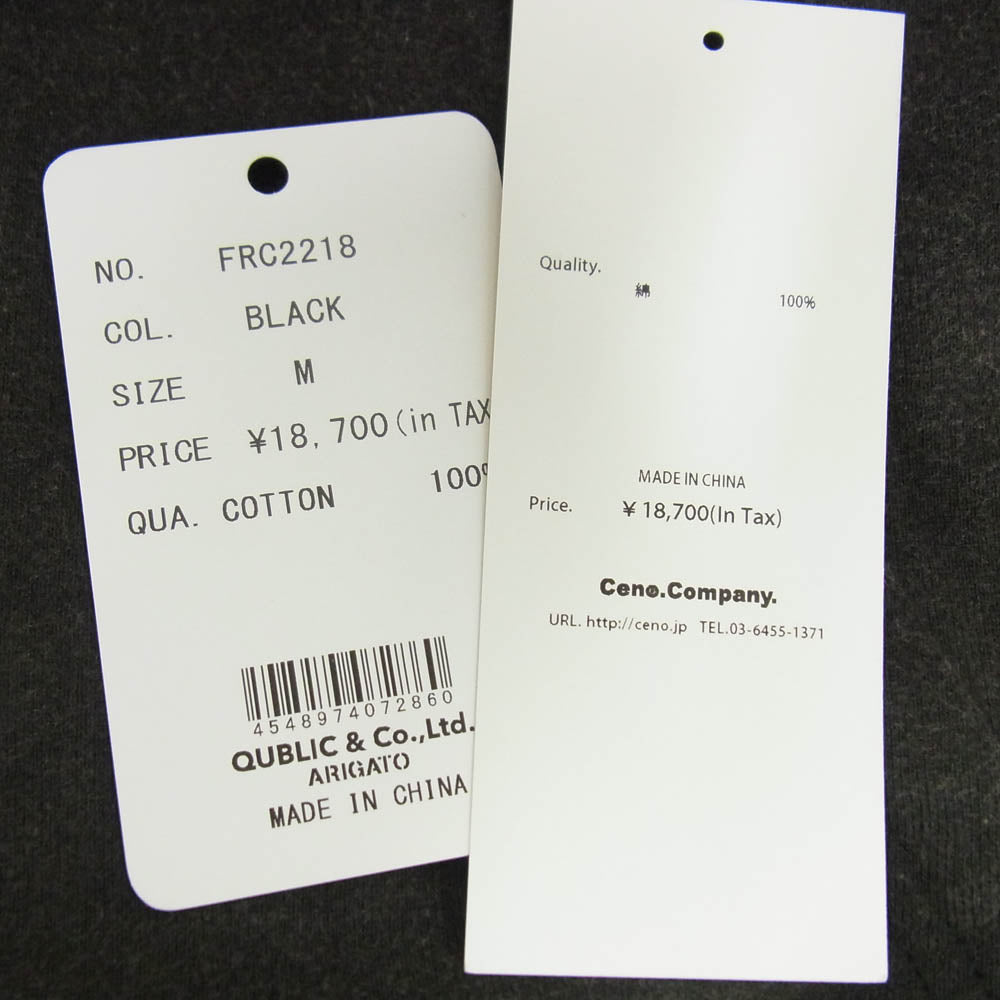 NO. FRC2218
COL. BLACK
SIZE M
PRICE ¥18,700(in TAX
QUA. COTTON 100%
4548974072860
QUBLIC & Co.,Ltd.
ARIGATO
MADE IN CHINA
Quality.
綿 100%
MADE IN CHINA
Price. ¥18,700(In Tax)
Ceno.Company.
URL. http://ceno.jp TEL.03-6455-1371